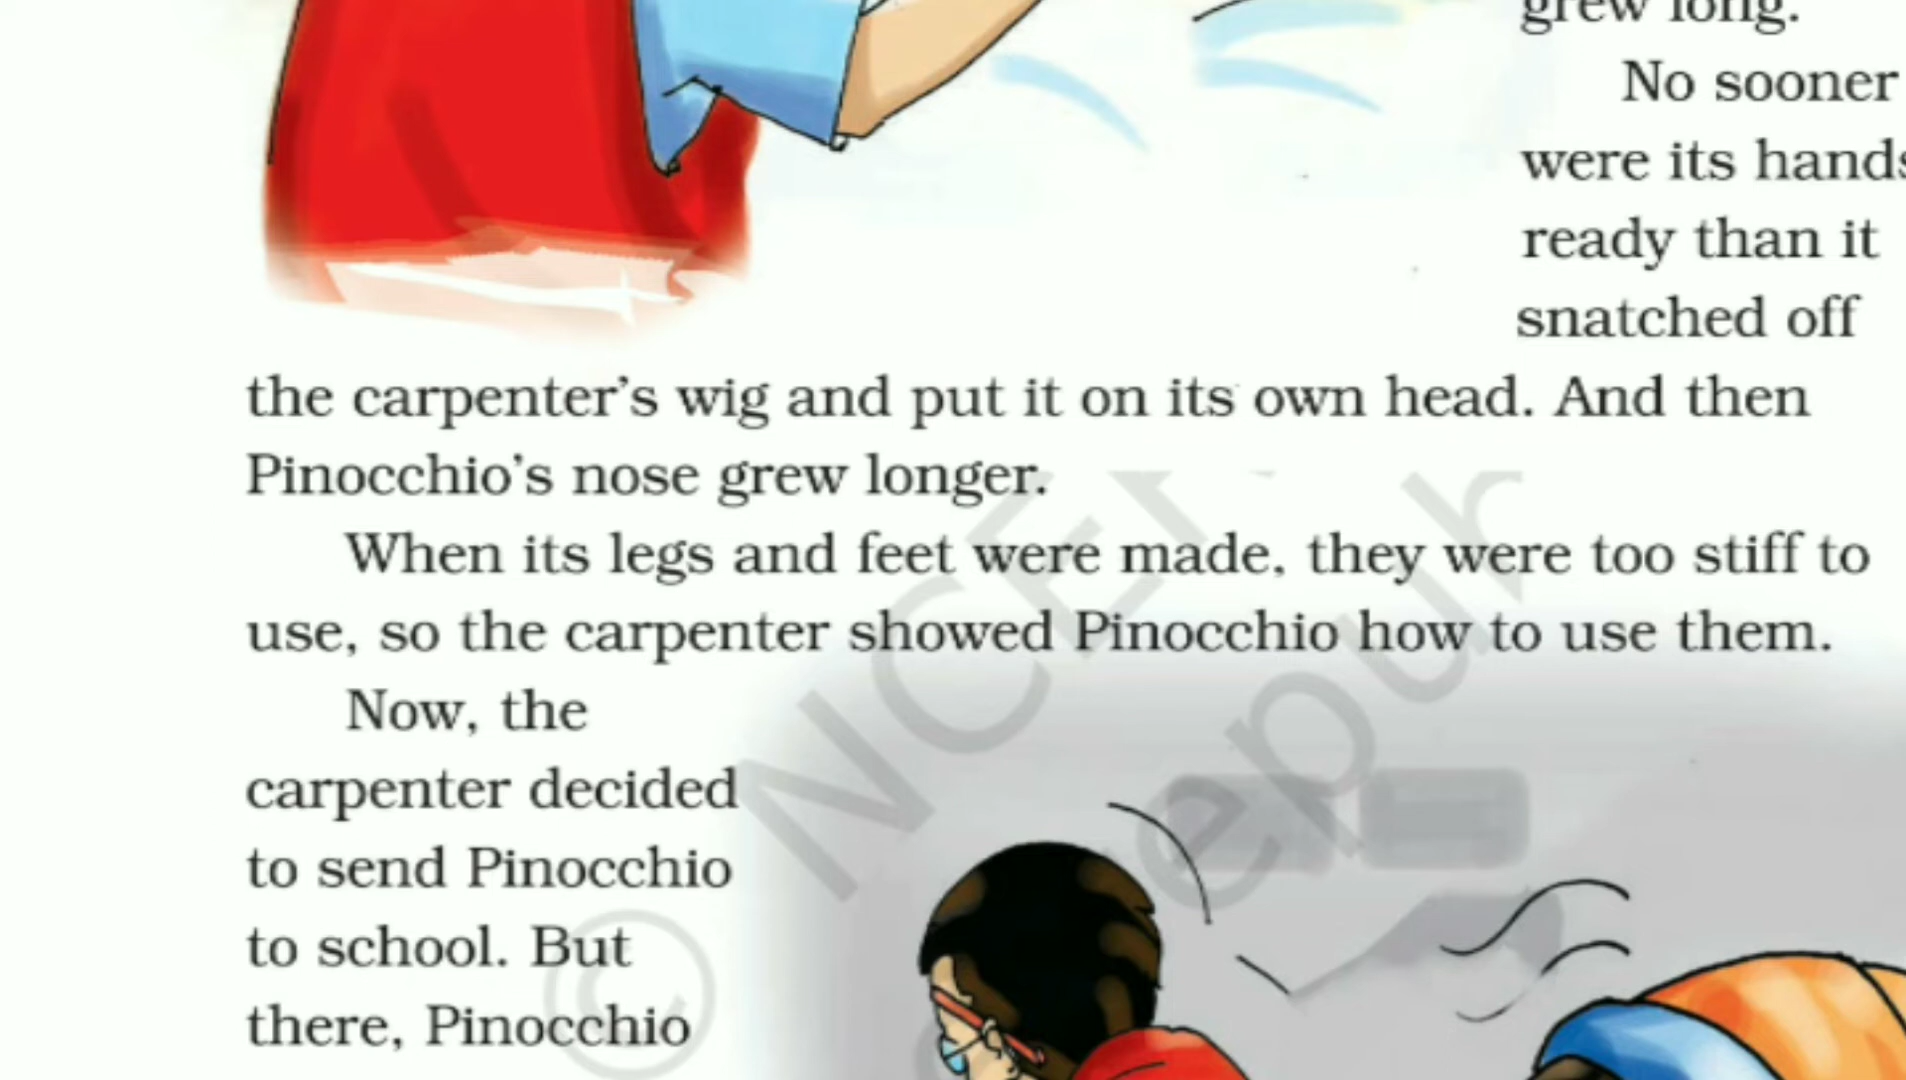 grew long.
No sooner
were its hands
ready than it
snatched off
the carpenter's wig and put it on its own head. And then
Pinocchio's nose grew longer.
When its legs and feet were made, they were too stiff to
use, so the carpenter showed Pinocchio how to use them.
Now, the
carpenter decided
to send Pinocchio
to school. But
there, Pinocchio
©